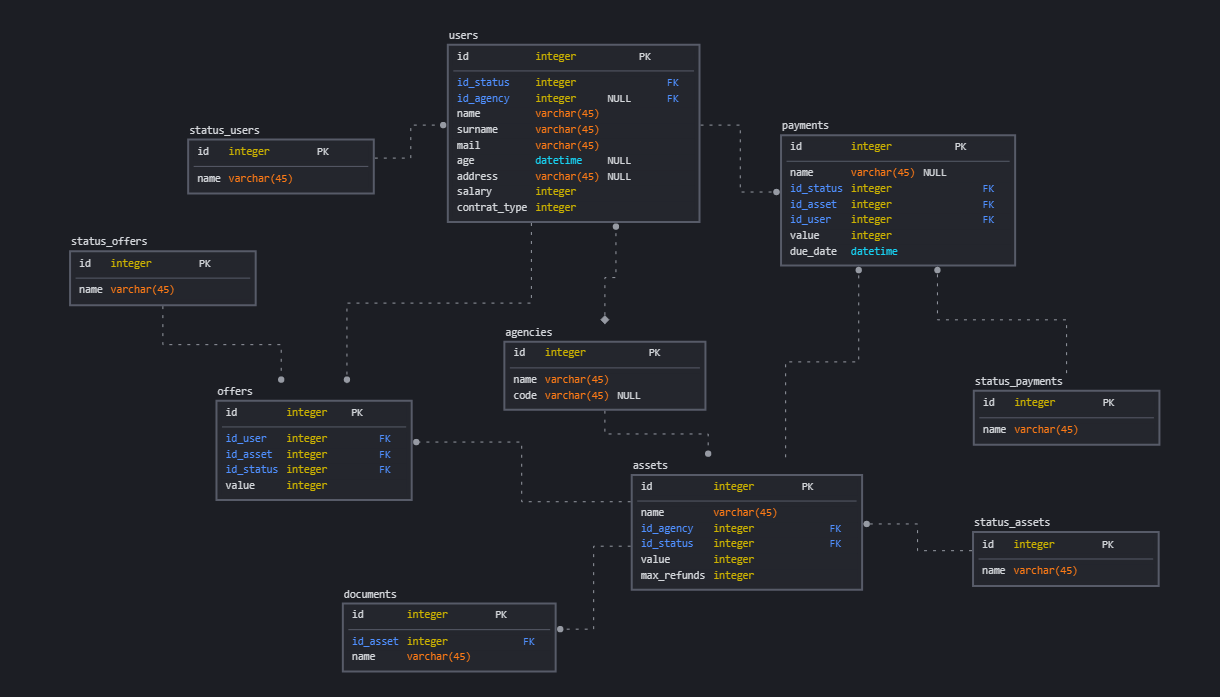 users
id integer PK
id_status integer FK
id_agency integer NULL FK
name varchar(45)
surname varchar(45)
mail varchar(45)
age datetime NULL
address varchar(45) NULL
salary integer
contrat_type integer
status_users
id integer PK
name varchar(45)
payments
id integer PK
name varchar(45) NULL
id_status integer FK
id_asset integer FK
id_user integer FK
value integer
due_date datetime
status_offers
id integer PK
name varchar(45)
agencies
id integer PK
name varchar(45)
code varchar(45) NULL
offers
id integer PK
id_user integer FK
id_asset integer FK
id_status integer FK
value integer
status_payments
id integer PK
name varchar(45)
assets
id integer PK
name varchar(45)
id_agency integer FK
id_status integer FK
value integer
max_refunds integer
status_assets
id integer PK
name varchar(45)
documents
id integer PK
id_asset integer FK
name varchar(45)